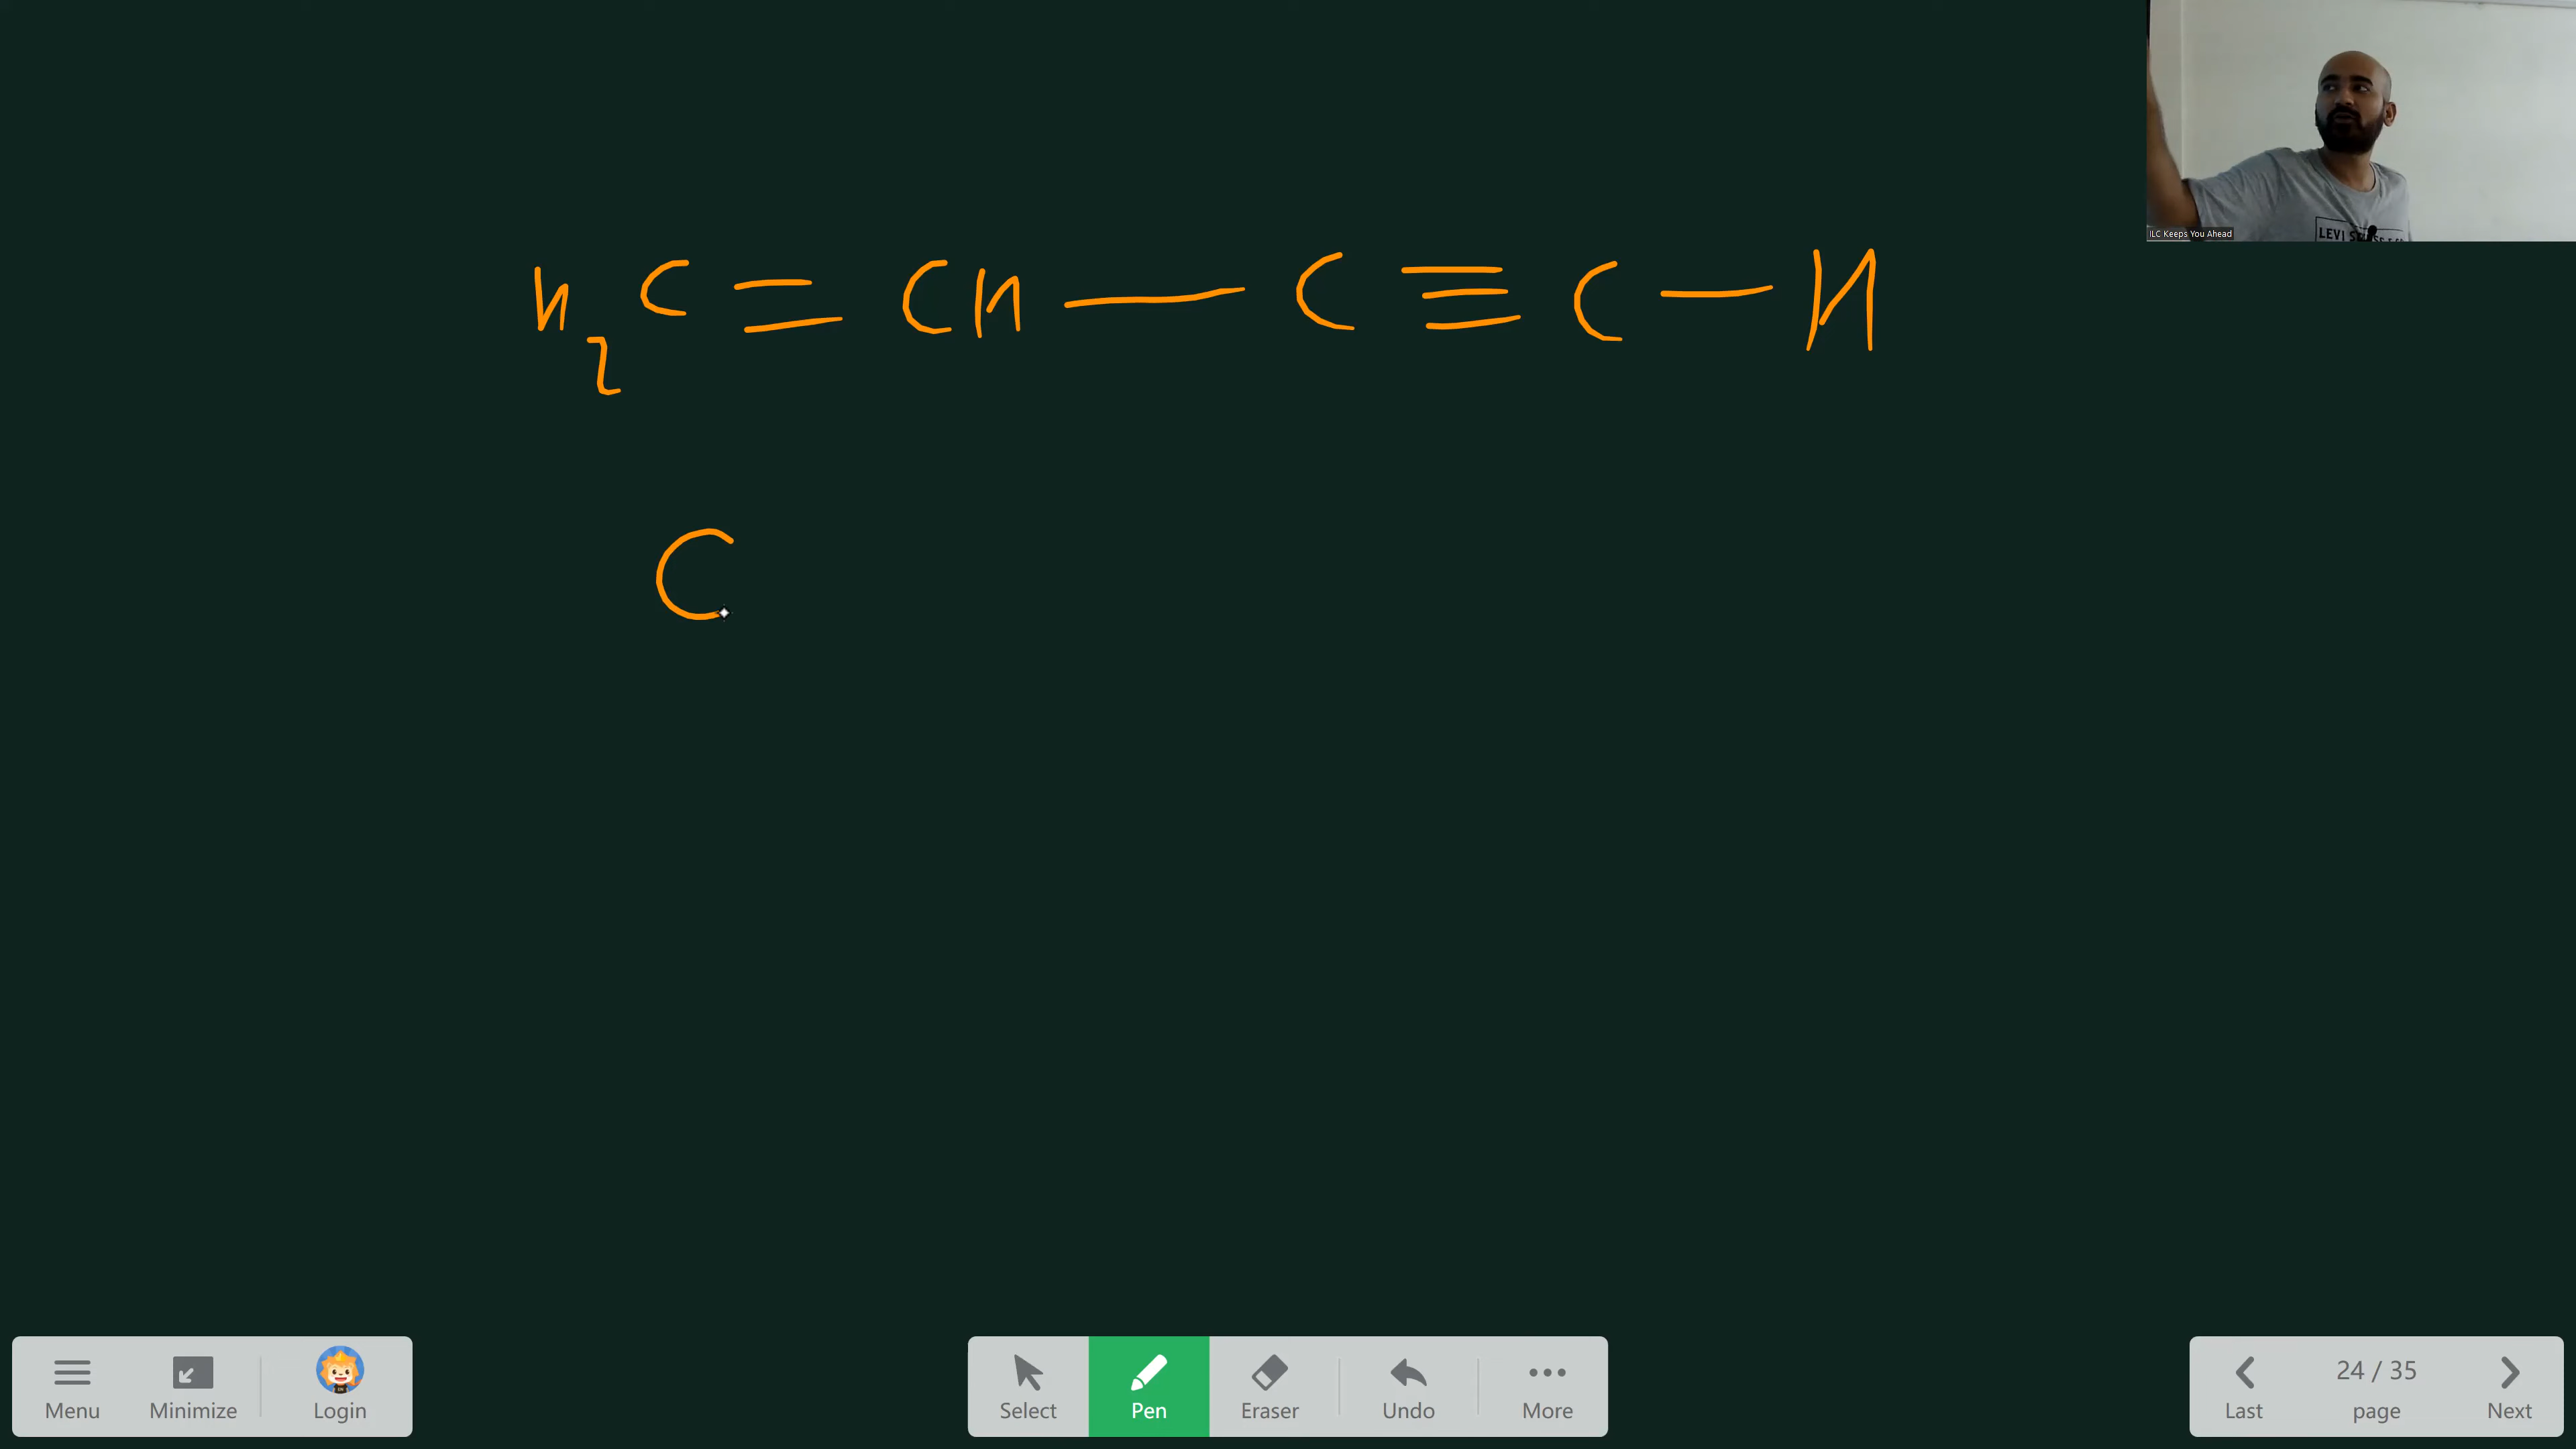 ILC Keeps You Ahead
H₂C = CH — C ≡ C — H
C
Menu
Minimize
Login
Select
Pen
Eraser
Undo
More
Last
24 / 35
page
Next